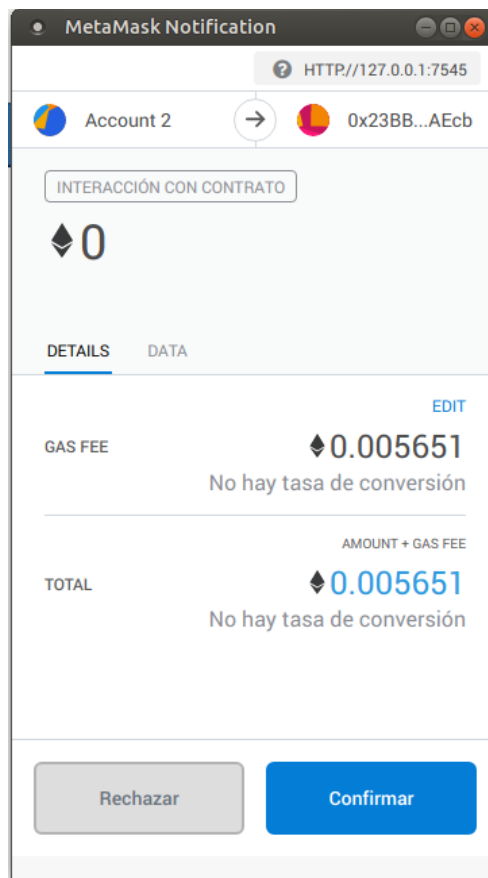 MetaMask Notification
HTTP://127.0.0.1:7545
Account 2
0x23BB...AEcb
INTERACCIÓN CON CONTRATO
0
DETAILS DATA
EDIT
GAS FEE 0.005651
No hay tasa de conversión
AMOUNT + GAS FEE
TOTAL 0.005651
No hay tasa de conversión
Rechazar Confirmar